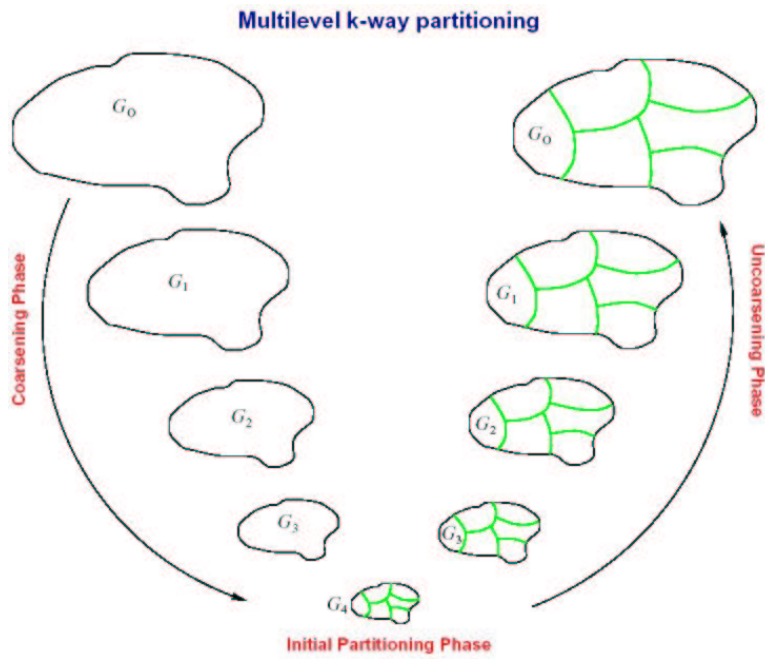 Multilevel k-way partitioning
G0
G0
G1
G1
G2
G2
G3
G3
G4
Coarsening Phase
Uncoarsening Phase
Initial Partitioning Phase